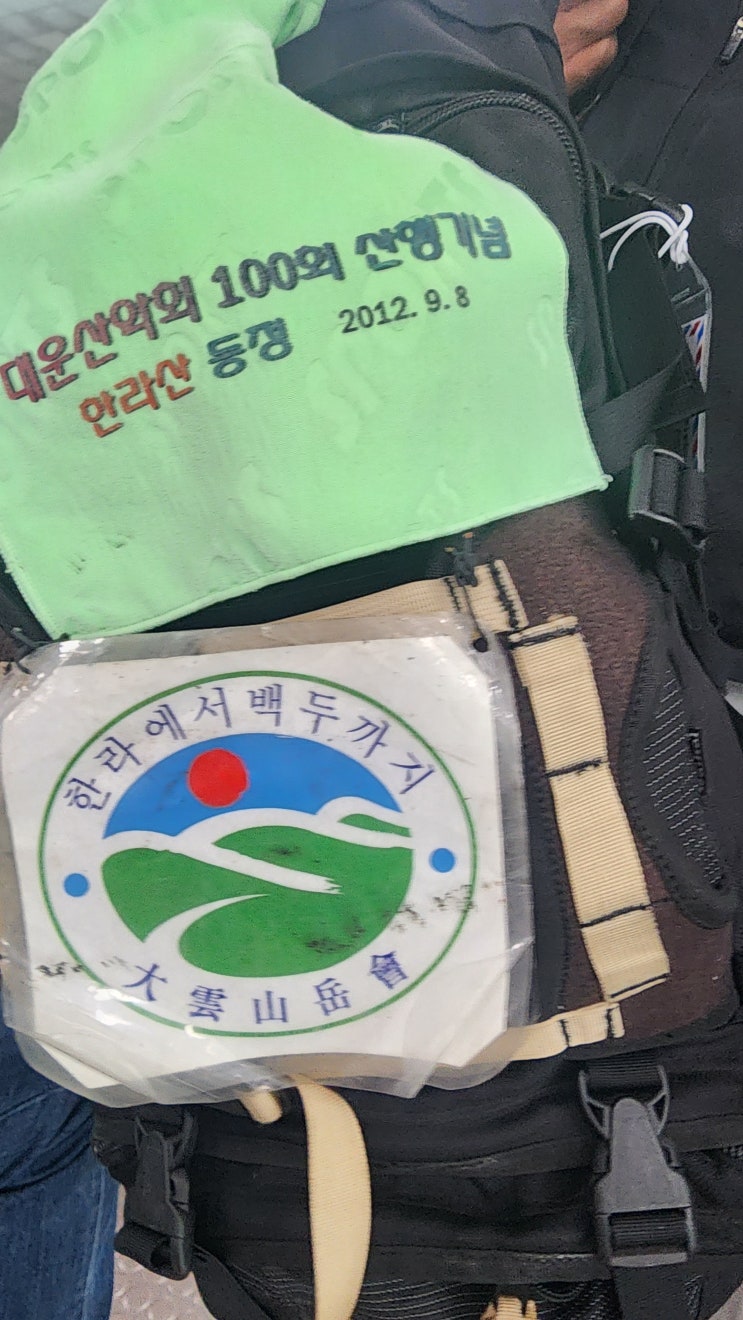 대운산악회 100회 산행기념
한라산 등정 2012. 9. 8
한라에서백두까지
大雲山岳會